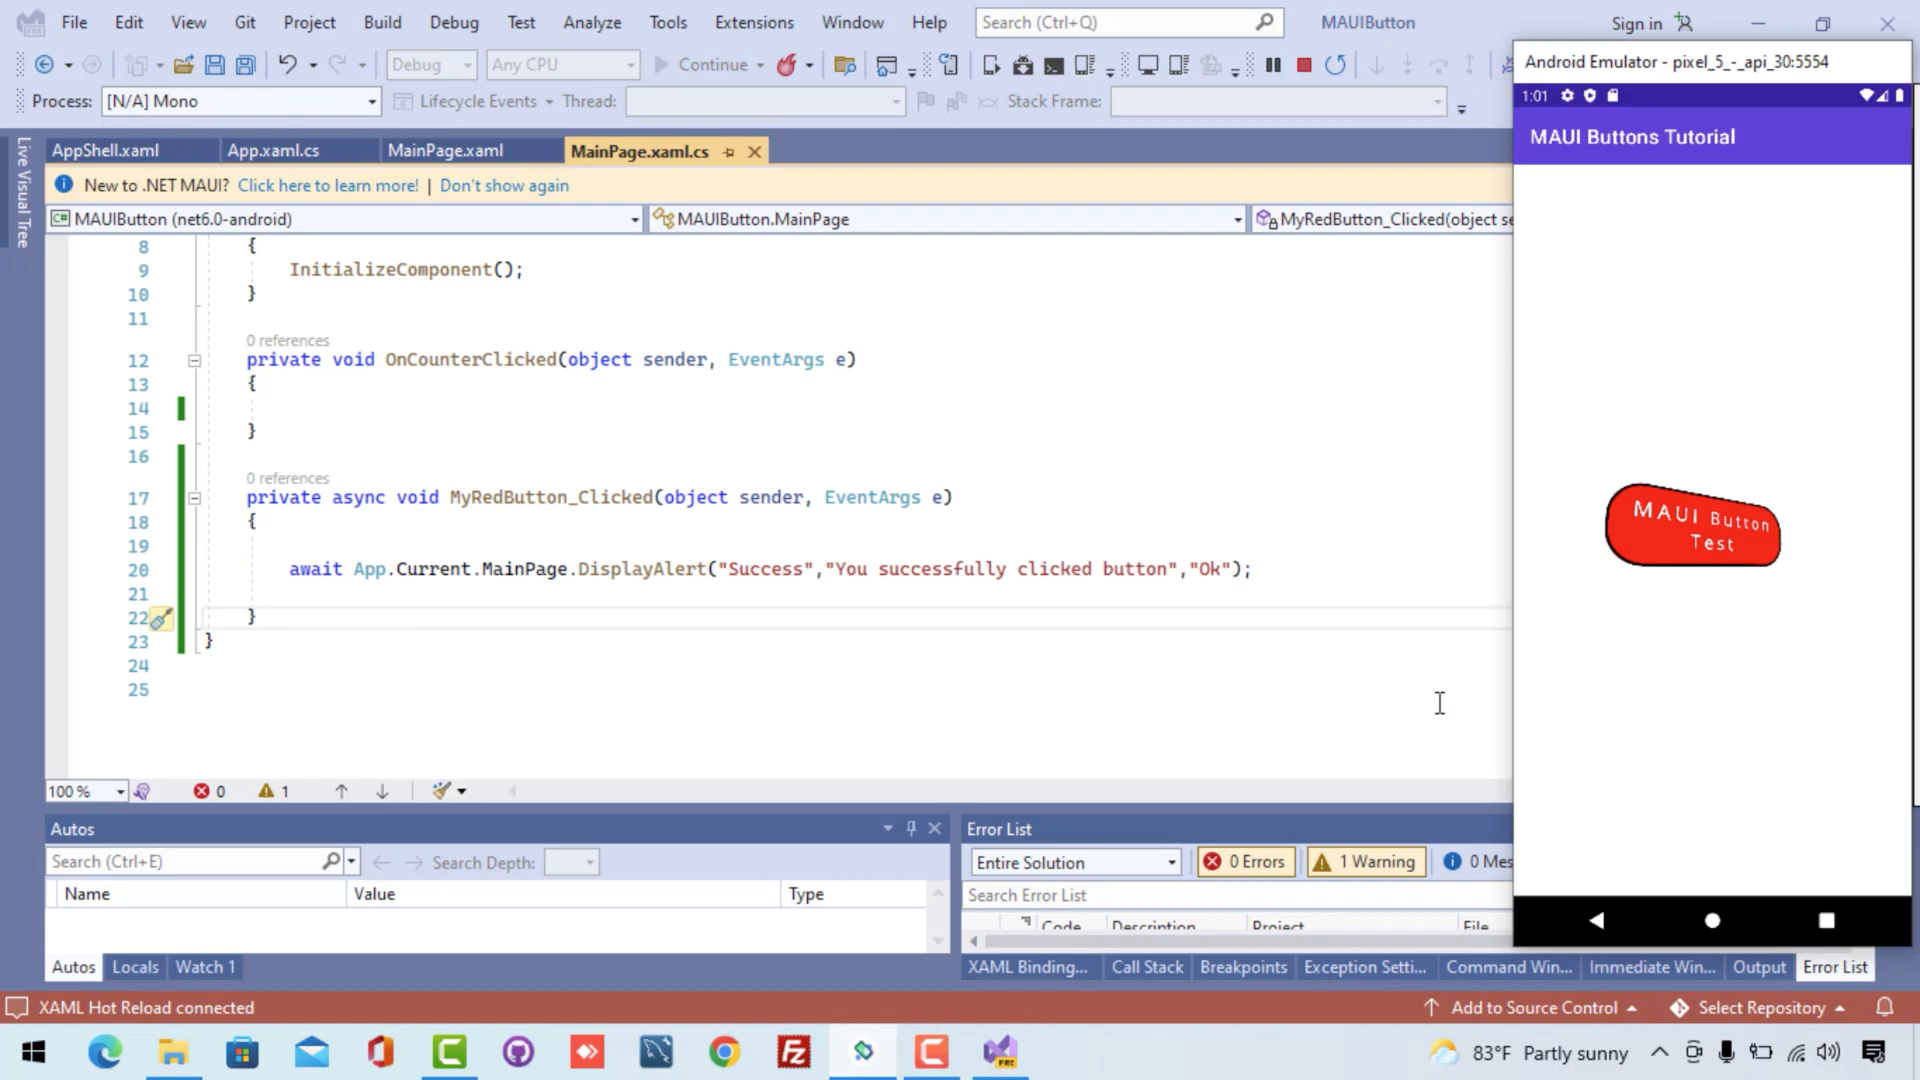 File Edit View Git Project Build Debug Test Analyze Tools Extensions Window Help Search (Ctrl+Q) MAUIButton Sign in
Debug Any CPU Continue
Process: [N/A] Mono Lifecycle Events Thread: Stack Frame:
Android Emulator - pixel_5_-_api_30:5554
1:01
MAUI Buttons Tutorial
MAUI Button
Test
Live Visual Tree
AppShell.xaml App.xaml.cs MainPage.xaml MainPage.xaml.cs
New to .NET MAUI? Click here to learn more! | Don't show again
C# MAUIButton (net6.0-android) MAUIButton.MainPage MyRedButton_Clicked(object se
8 {
9 InitializeComponent();
10 }
11
0 references
12 private void OnCounterClicked(object sender, EventArgs e)
13 {
14
15 }
16
0 references
17 private async void MyRedButton_Clicked(object sender, EventArgs e)
18 {
19
20 await App.Current.MainPage.DisplayAlert("Success","You successfully clicked button","Ok");
21
22 }
23 }
24
25
100 % 0 1
Autos
Search (Ctrl+E) Search Depth:
Name Value Type
Autos Locals Watch 1
Error List
Entire Solution 0 Errors 1 Warning 0 Mes
Search Error List
Code Description Project File
XAML Binding... Call Stack Breakpoints Exception Setti... Command Win... Immediate Win... Output Error List
XAML Hot Reload connected Add to Source Control Select Repository
83°F Partly sunny